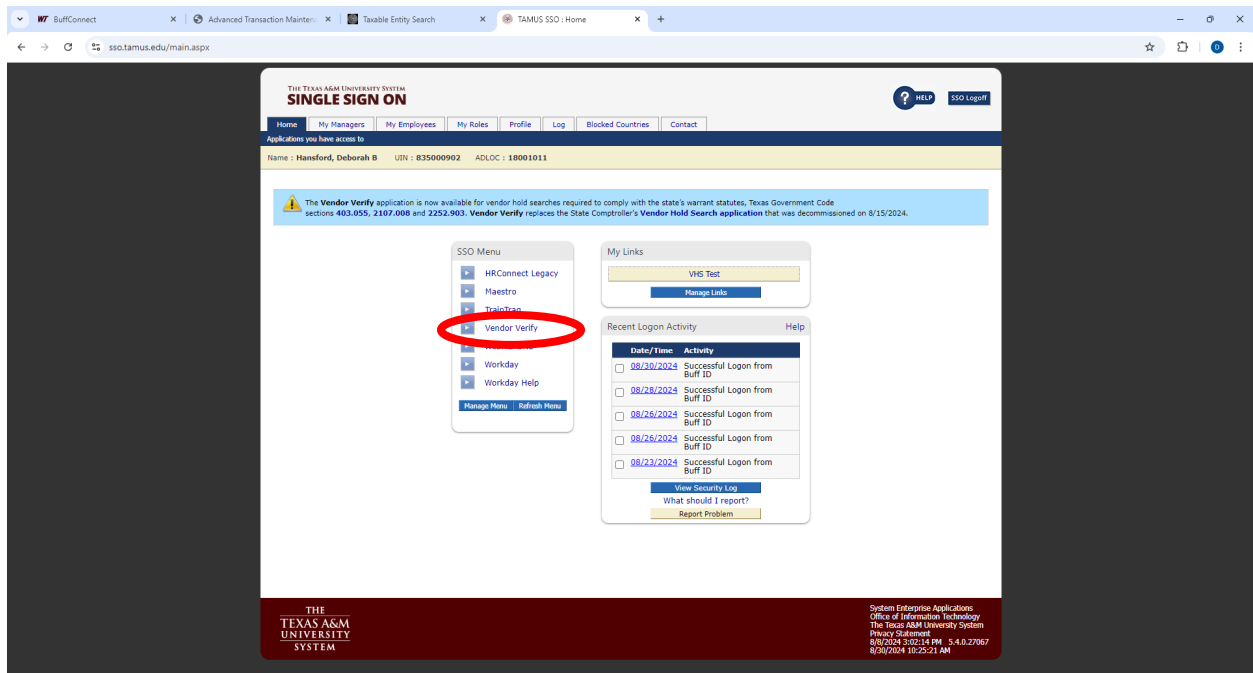 BuffConnect
Advanced Transaction Mainten
Taxable Entity Search
TAMUS SSO : Home
sso.tamus.edu/main.aspx
D
THE TEXAS A&M UNIVERSITY SYSTEM
SINGLE SIGN ON
? HELP
SSO Logoff
Home My Managers My Employees My Roles Profile Log Blocked Countries Contact
Applications you have access to
Name : Hansford, Deborah B UIN : 835000902 ADLOC : 18001011
The Vendor Verify application is now available for vendor hold searches required to comply with the state's warrant statutes, Texas Government Code
sections 403.055, 2107.008 and 2252.903. Vendor Verify replaces the State Comptroller's Vendor Hold Search application that was decommissioned on 8/15/2024.
SSO Menu
HRConnect Legacy
Maestro
TrainTraq
Vendor Verify
Workday
Workday Help
Manage Menu Refresh Menu
My Links
VHS Test
Manage Links
Recent Logon Activity Help
Date/Time Activity
08/30/2024 Successful Logon from
Buff ID
08/28/2024 Successful Logon from
Buff ID
08/26/2024 Successful Logon from
Buff ID
08/26/2024 Successful Logon from
Buff ID
08/23/2024 Successful Logon from
Buff ID
View Security Log
What should I report?
Report Problem
THE
TEXAS A&M
UNIVERSITY
SYSTEM
System Enterprise Applications
Office of Information Technology
The Texas A&M University System
Privacy Statement
8/8/2024 3:02:14 PM 5.4.0.27067
8/30/2024 10:25:21 AM